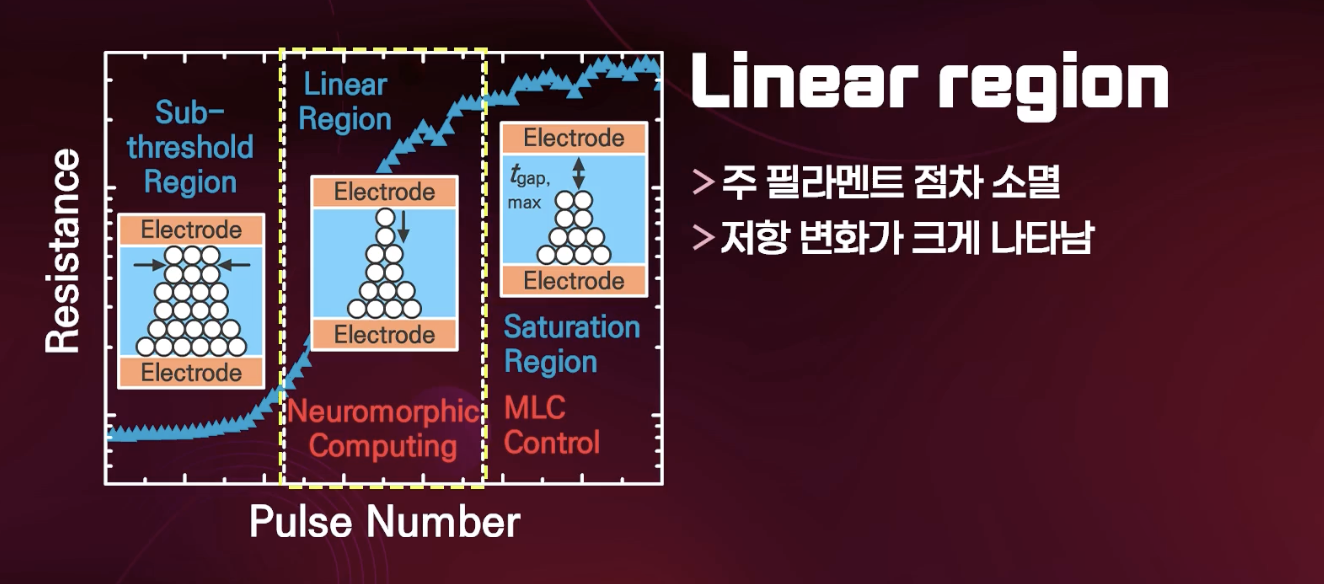 Linear region
> 주 필라멘트 점차 소멸
> 저항 변화가 크게 나타남
Resistance
Sub-
threshold
Region
Electrode
Electrode
Linear
Region
Electrode
Electrode
Neuromorphic
Computing
Electrode
tgap,
max
Electrode
Saturation
Region
MLC
Control
Pulse Number